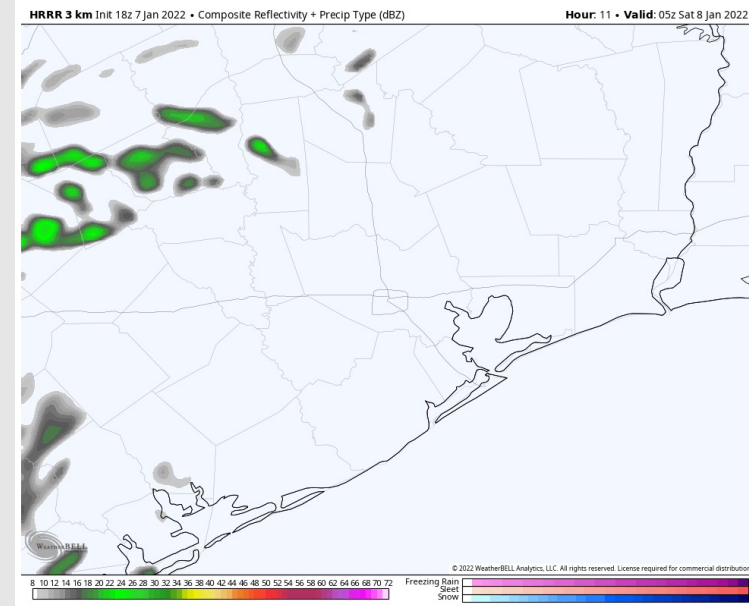 HRRR 3 km Init 18z 7 Jan 2022 • Composite Reflectivity + Precip Type (dBZ) Hour: 11 • Valid: 05z Sat 8 Jan 2022
WEATHERBELL
© 2022 WeatherBELL Analytics, LLC. All rights reserved. License required for commercial distribution
8 10 12 14 16 18 20 22 24 26 28 30 32 34 36 38 40 42 44 46 48 50 52 54 56 58 60 62 64 66 68 70 72
Freezing Rain
Sleet
Snow